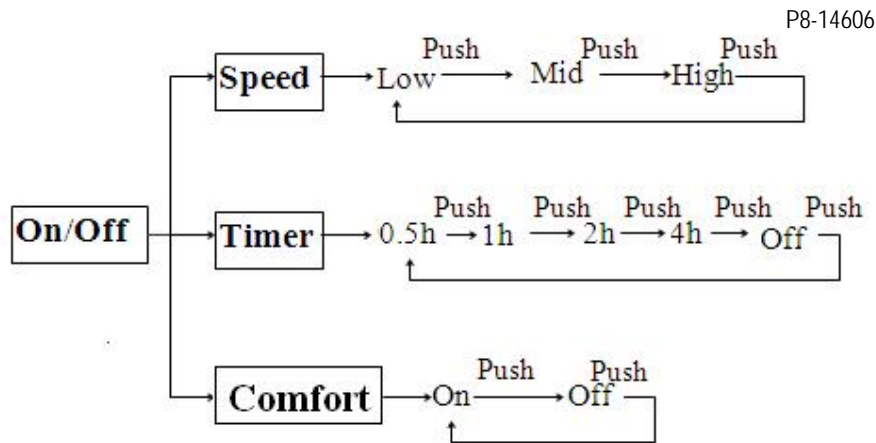 P8-14606
Push Push Push
Speed Low Mid High
Push Push Push Push Push
On/Off Timer 0.5h 1h 2h 4h Off
Push Push
Comfort On Off